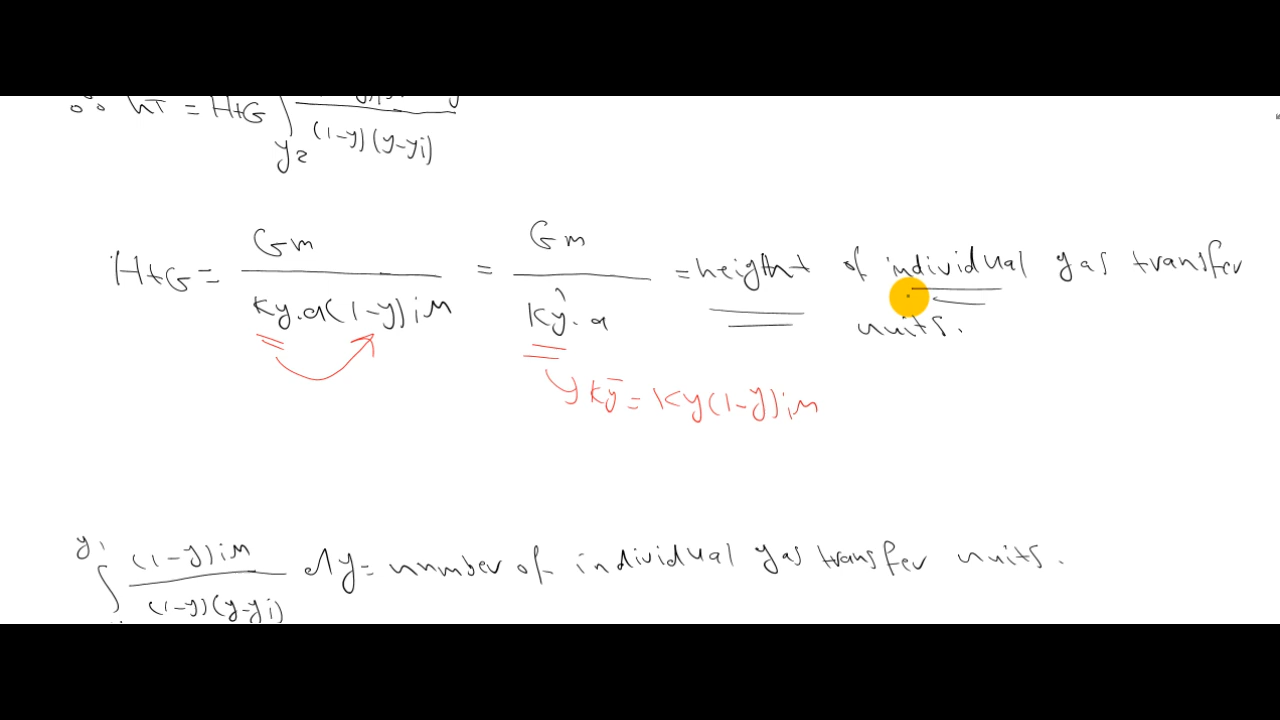 ∴ hT = HtG ∫ y2 (1-y)(y-yi)
HtG = Gm / ky.a(1-y)iM = Gm / ky'.a = height of individual gas transfer
units.
ky̅ = ky(1-y)iM
y1 ∫ (1-y)iM / (1-y)(y-yi) dy = number of individual gas transfer units.